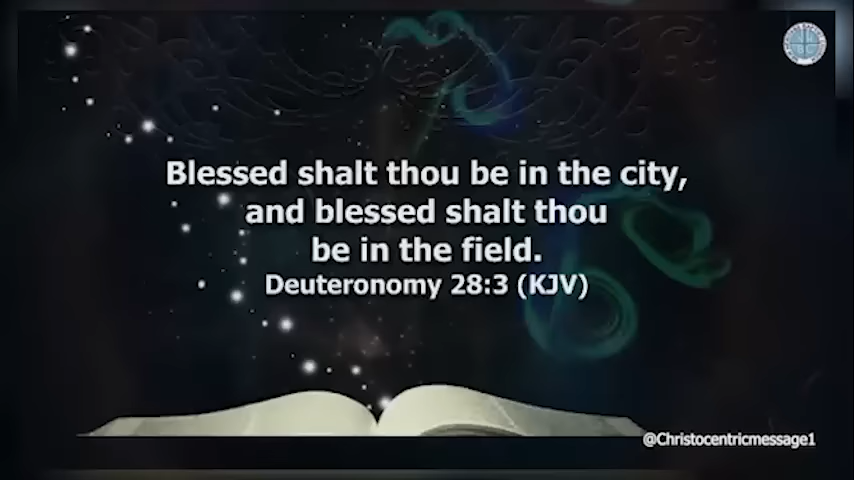 Blessed shalt thou be in the city,
and blessed shalt thou
be in the field.
Deuteronomy 28:3 (KJV)
@Christocentricmessage1